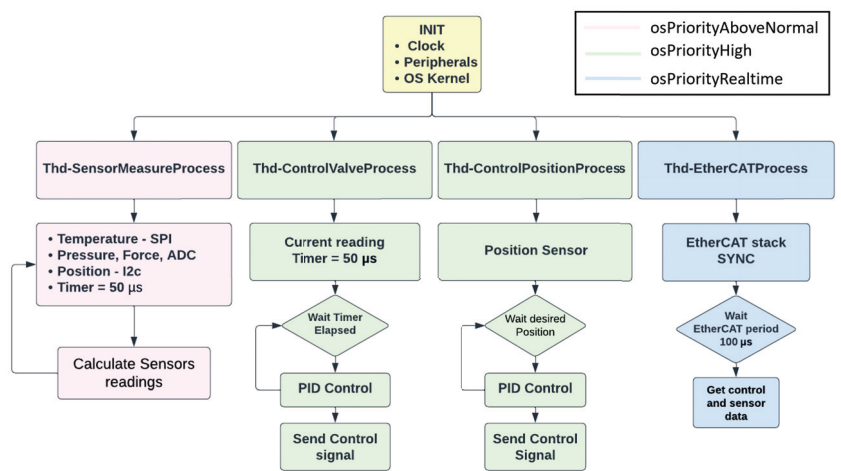 INIT
• Clock
• Peripherals
• OS Kernel
osPriorityAboveNormal
osPriorityHigh
osPriorityRealtime
Thd-SensorMeasureProcess
Thd-ControlValveProcess
Thd-ControlPositionProcess
Thd-EtherCATProcess
• Temperature - SPI
• Pressure, Force, ADC
• Position - I2c
• Timer = 50 µs
Calculate Sensors
readings
Current reading
Timer = 50 µs
Wait Timer
Elapsed
PID Control
Send Control
signal
Position Sensor
Wait desired
Position
PID Control
Send Control
Signal
EtherCAT stack
SYNC
Wait
EtherCAT period
100 µs
Get control
and sensor
data